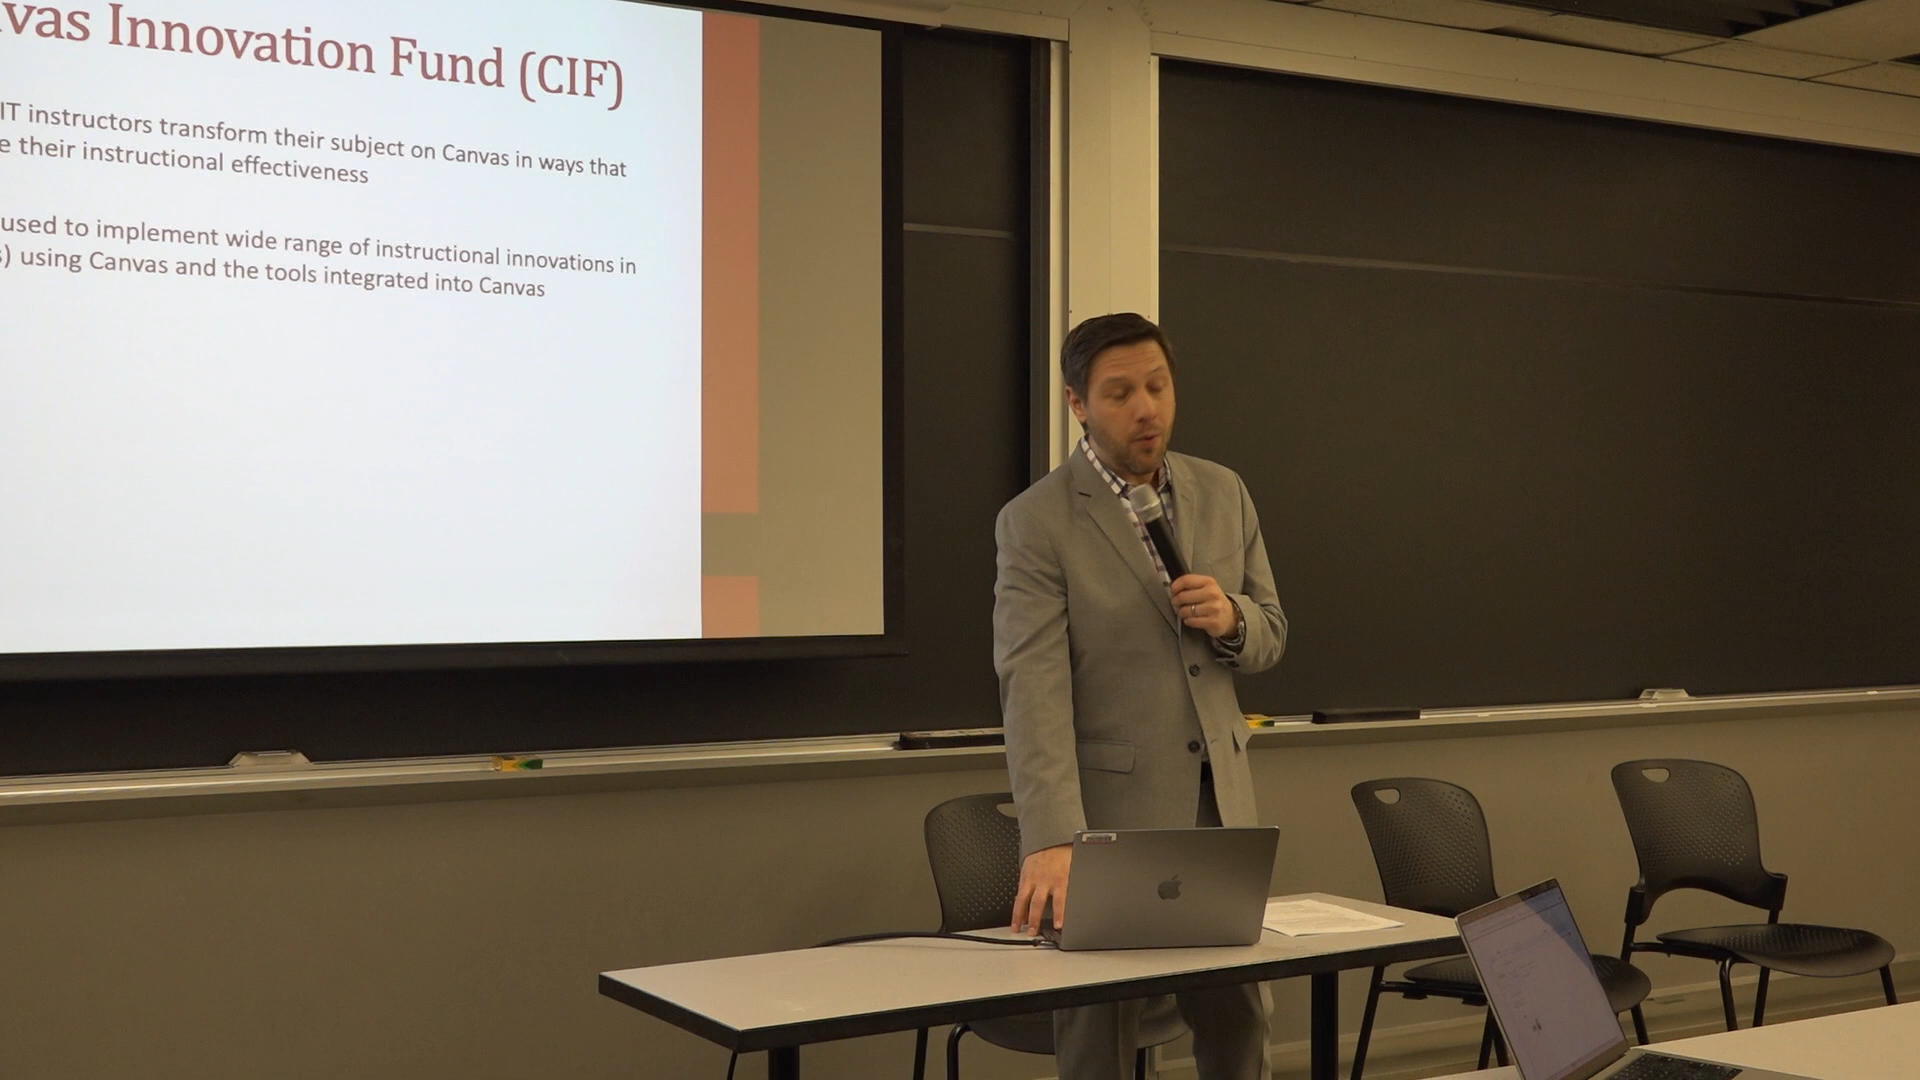 vas Innovation Fund (CIF)
IT instructors transform their subject on Canvas in ways that
e their instructional effectiveness
used to implement wide range of instructional innovations in
s) using Canvas and the tools integrated into Canvas